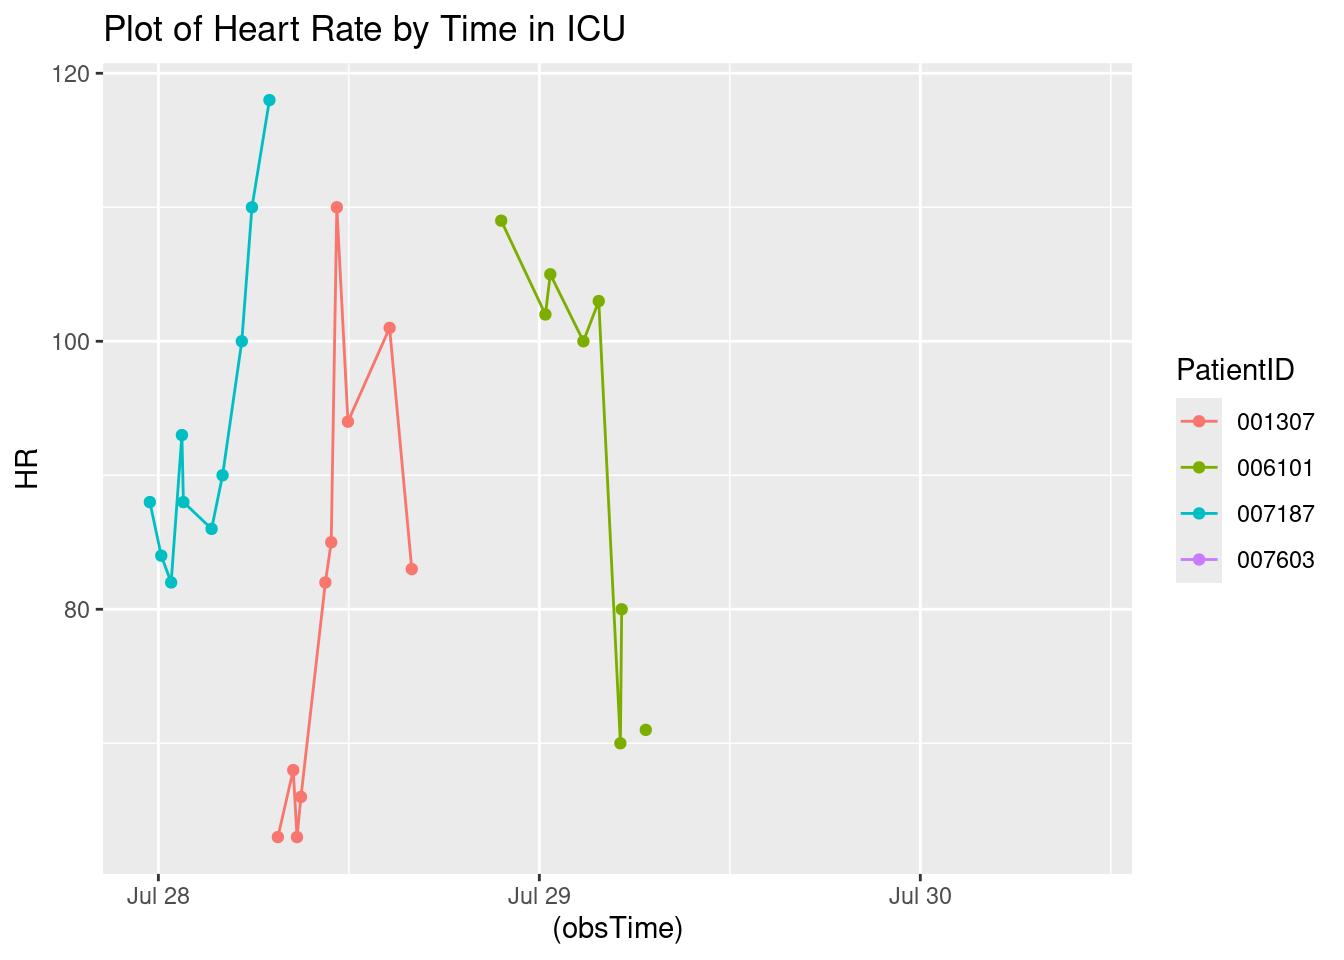 Plot of Heart Rate by Time in ICU
120
100
80
HR
Jul 28
Jul 29
Jul 30
(obsTime)
PatientID
001307
006101
007187
007603